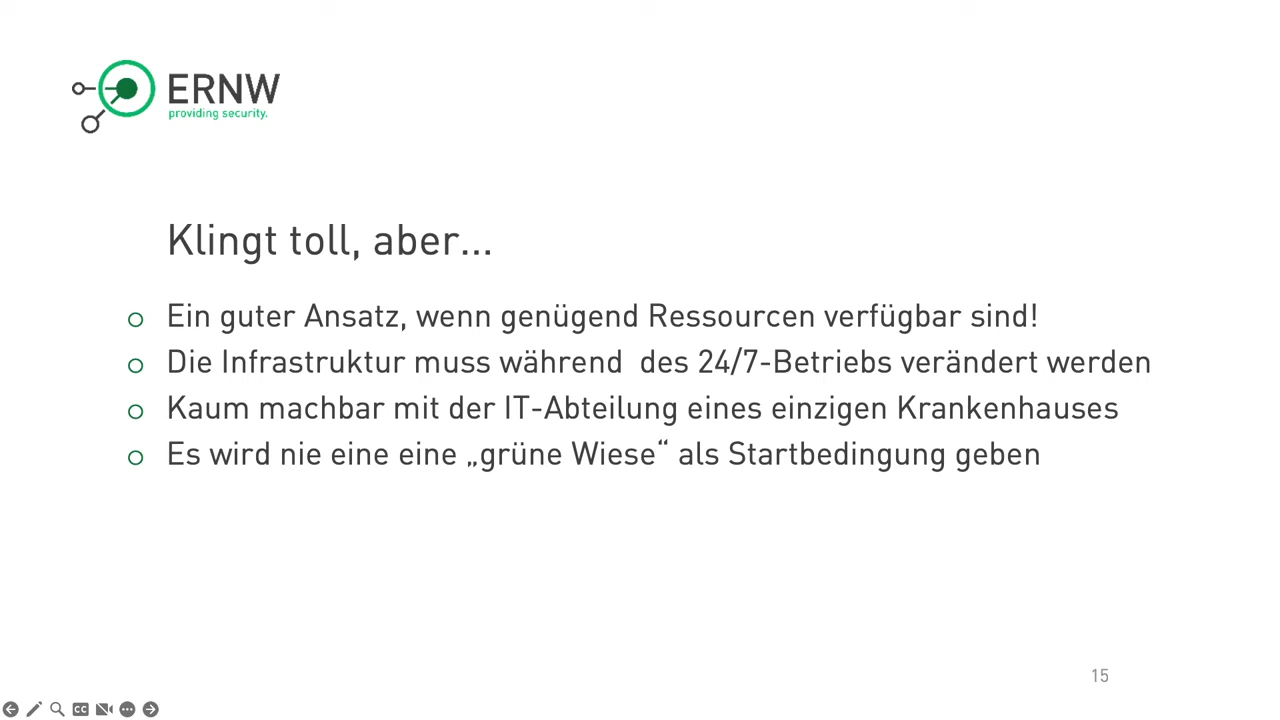 ERNW
providing security.
Klingt toll, aber...
Ein guter Ansatz, wenn genügend Ressourcen verfügbar sind!
Die Infrastruktur muss während  des 24/7-Betriebs verändert werden
Kaum machbar mit der IT-Abteilung eines einzigen Krankenhauses
Es wird nie eine eine „grüne Wiese“ als Startbedingung geben
15
CC